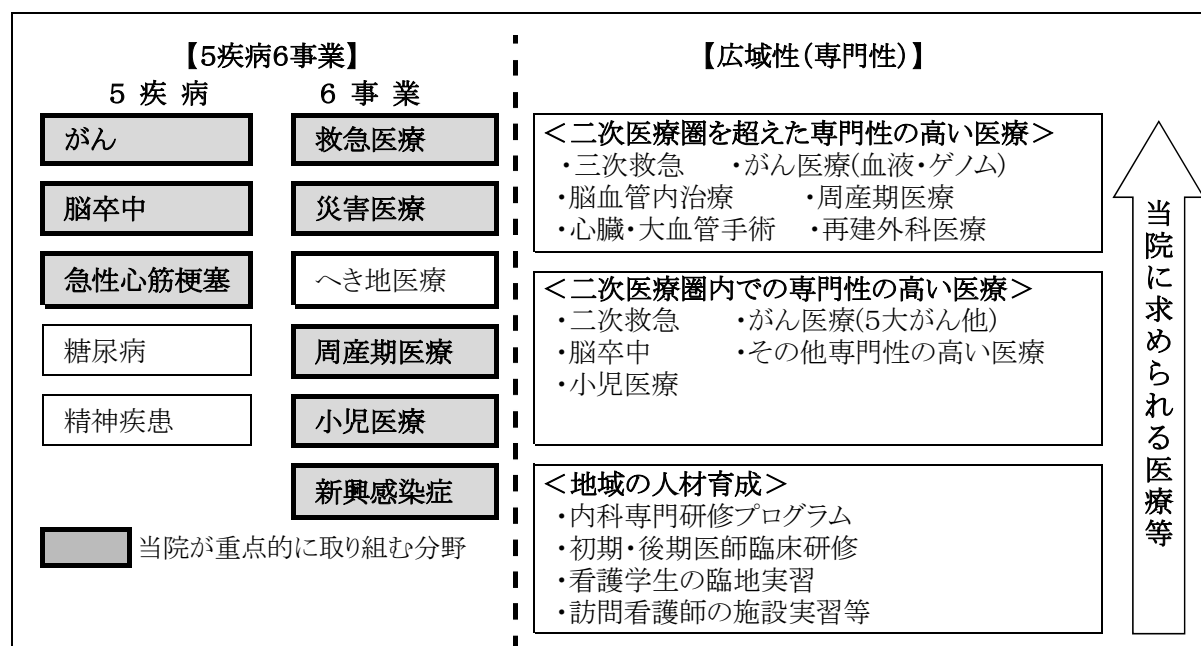 【5疾病6事業】
5 疾 病
6 事 業
がん
脳卒中
急性心筋梗塞
糖尿病
精神疾患
救急医療
災害医療
へき地医療
周産期医療
小児医療
新興感染症
当院が重点的に取り組む分野
【広域性(専門性)】
<二次医療圏を超えた専門性の高い医療>
・三次救急 ・がん医療(血液・ゲノム)
・脳血管内治療 ・周産期医療
・心臓・大血管手術 ・再建外科医療
<二次医療圏内での専門性の高い医療>
・二次救急 ・がん医療(5大がん他)
・脳卒中 ・その他専門性の高い医療
・小児医療
<地域の人材育成>
・内科専門研修プログラム
・初期・後期医師臨床研修
・看護学生の臨地実習
・訪問看護師の施設実習等
当院に求められる医療等